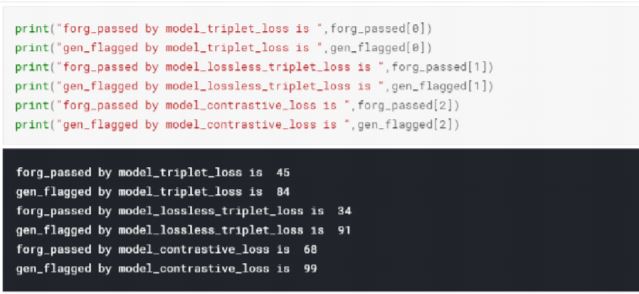 print("forg_passed by model_triplet_loss is ",forg_passed[0])
print("gen_flagged by model_triplet_loss is ",gen_flagged[0])
print("forg_passed by model_lossless_triplet_loss is ",forg_passed[1])
print("gen_flagged by model_lossless_triplet_loss is ",gen_flagged[1])
print("forg_passed by model_contrastive_loss is ",forg_passed[2])
print("gen_flagged by model_contrastive_loss is ",gen_flagged[2])
forg_passed by model_triplet_loss is  45
gen_flagged by model_triplet_loss is  84
forg_passed by model_lossless_triplet_loss is  34
gen_flagged by model_lossless_triplet_loss is  91
forg_passed by model_contrastive_loss is  68
gen_flagged by model_contrastive_loss is  99